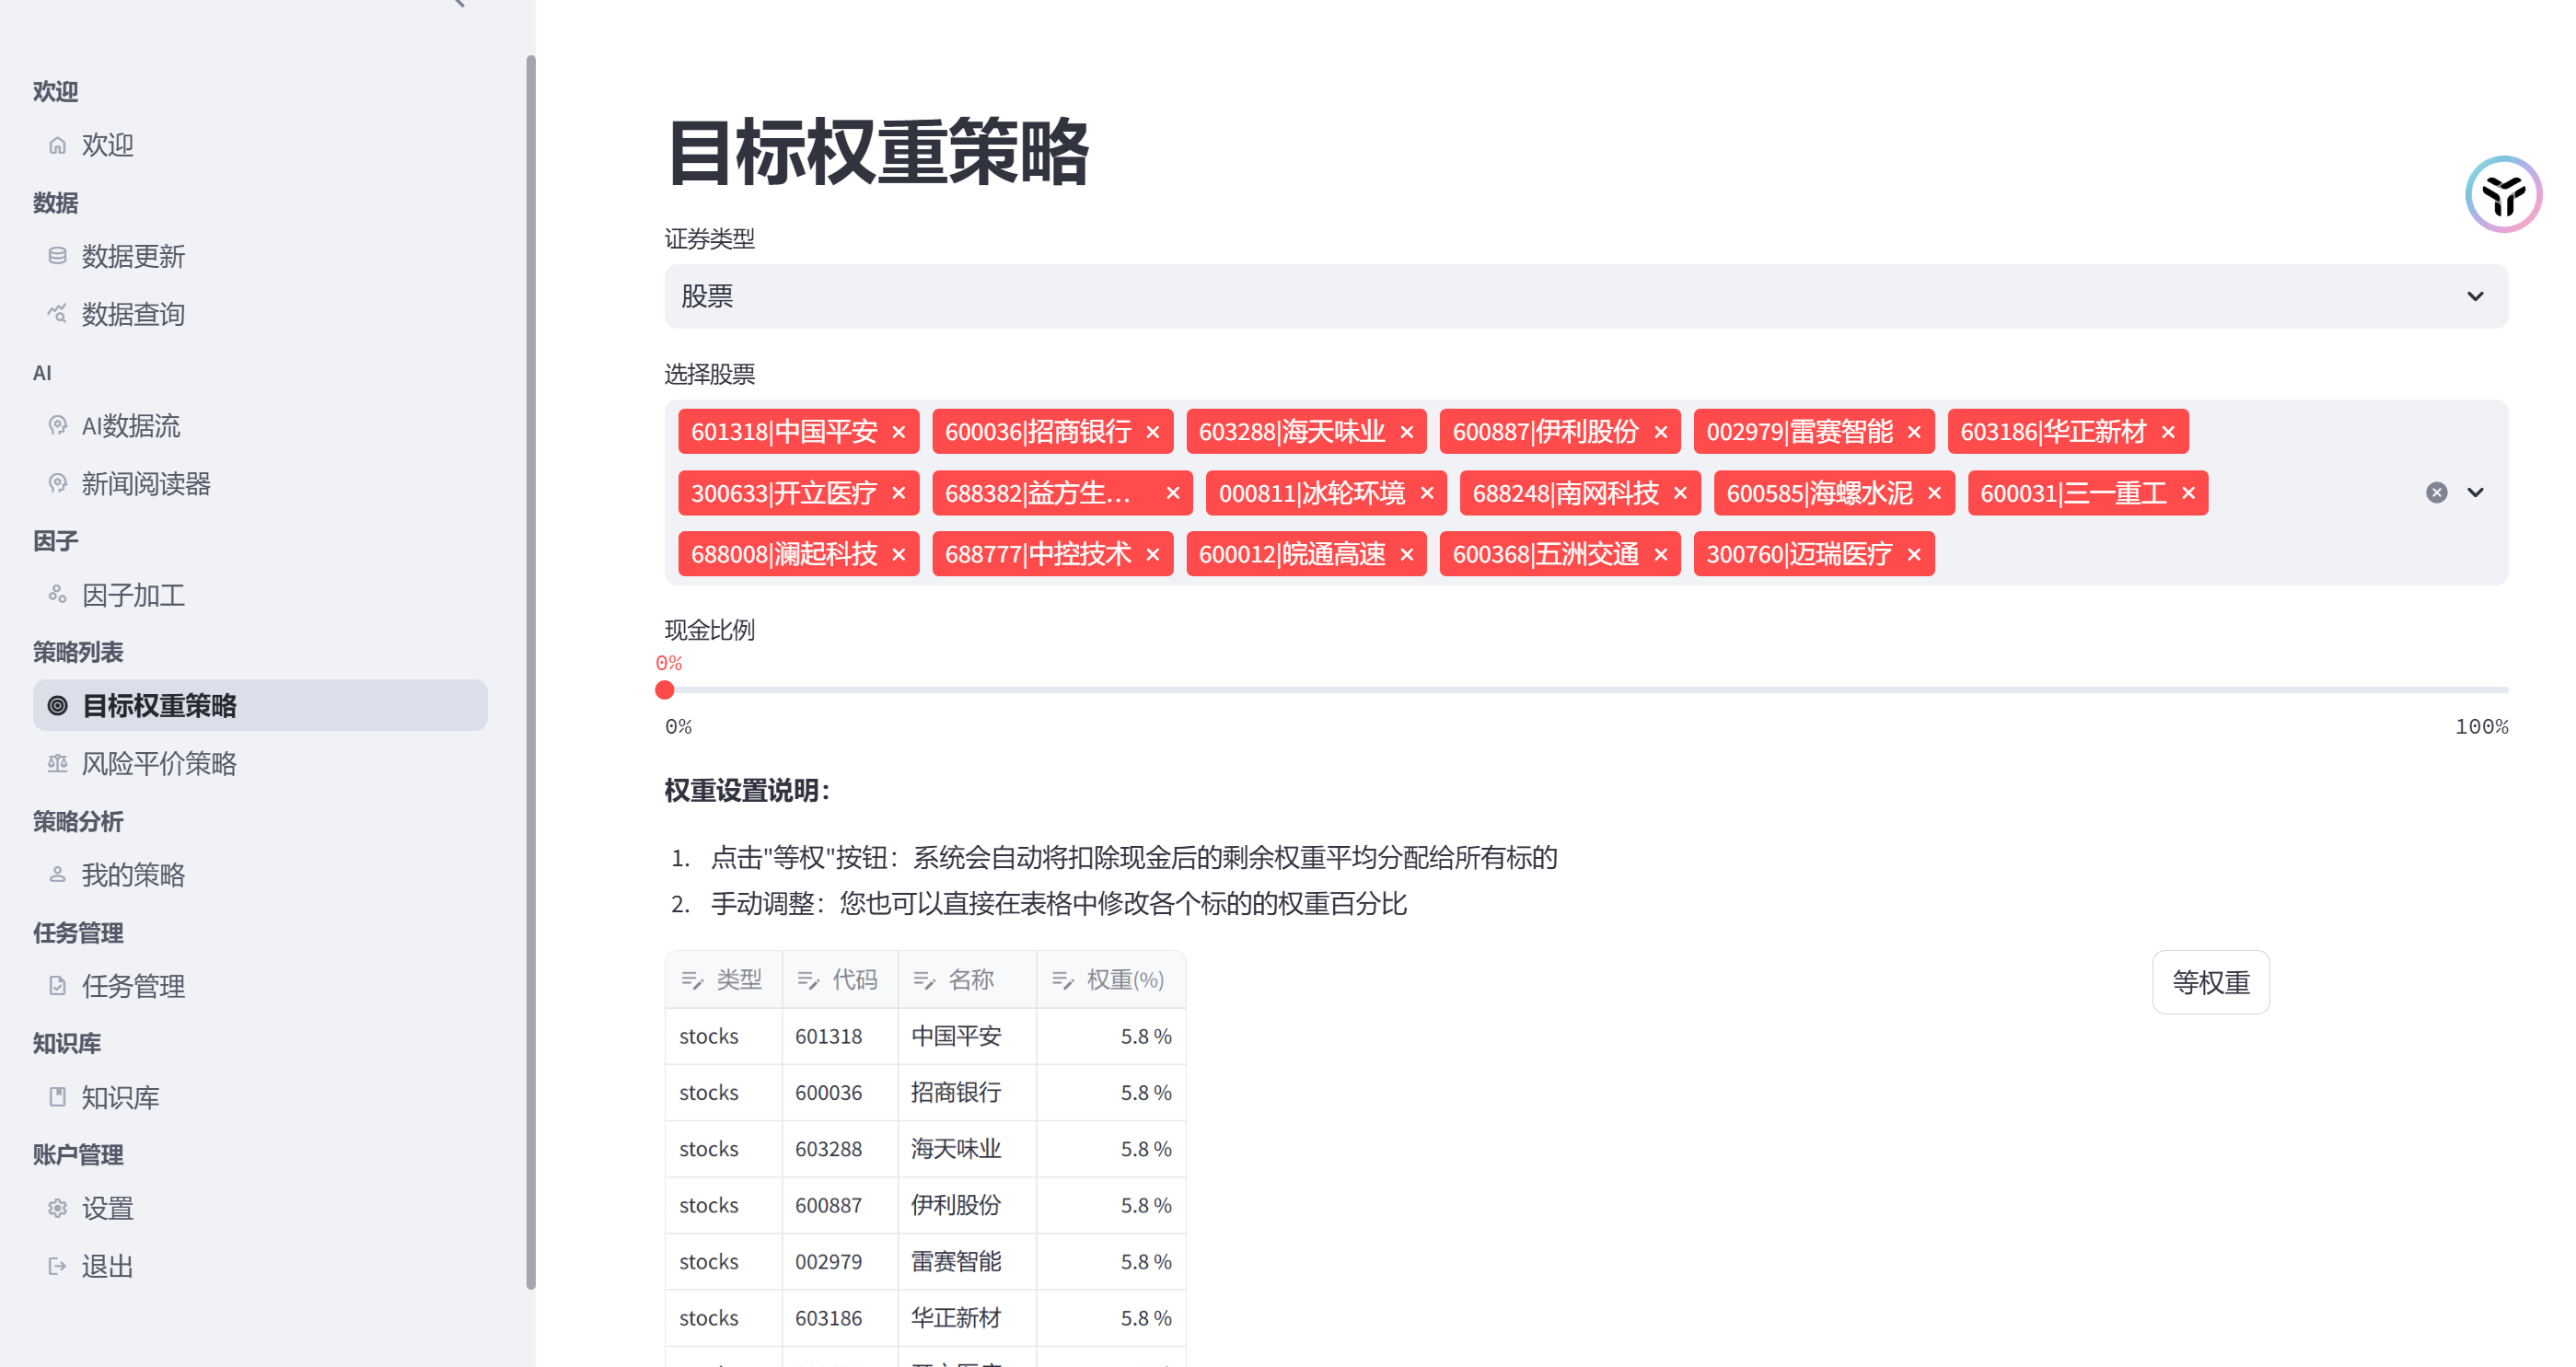 欢迎
欢迎
数据
数据更新
数据查询
AI
AI数据流
新闻阅读器
因子
因子加工
策略列表
目标权重策略
风险平价策略
策略分析
我的策略
任务管理
任务管理
知识库
知识库
账户管理
设置
退出
目标权重策略
证券类型
股票
选择股票
601318|中国平安 600036|招商银行 603288|海天味业 600887|伊利股份 002979|雷赛智能 603186|华正新材
300633|开立医疗 688382|益方生... 000811|冰轮环境 688248|南网科技 600585|海螺水泥 600031|三一重工
688008|澜起科技 688777|中控技术 600012|皖通高速 600368|五洲交通 300760|迈瑞医疗
现金比例
0%
0% 100%
权重设置说明：
1. 点击"等权"按钮：系统会自动将扣除现金后的剩余权重平均分配给所有标的
2. 手动调整：您也可以直接在表格中修改各个标的的权重百分比
类型 代码 名称 权重(%)
等权重
stocks 601318 中国平安 5.8 %
stocks 600036 招商银行 5.8 %
stocks 603288 海天味业 5.8 %
stocks 600887 伊利股份 5.8 %
stocks 002979 雷赛智能 5.8 %
stocks 603186 华正新材 5.8 %